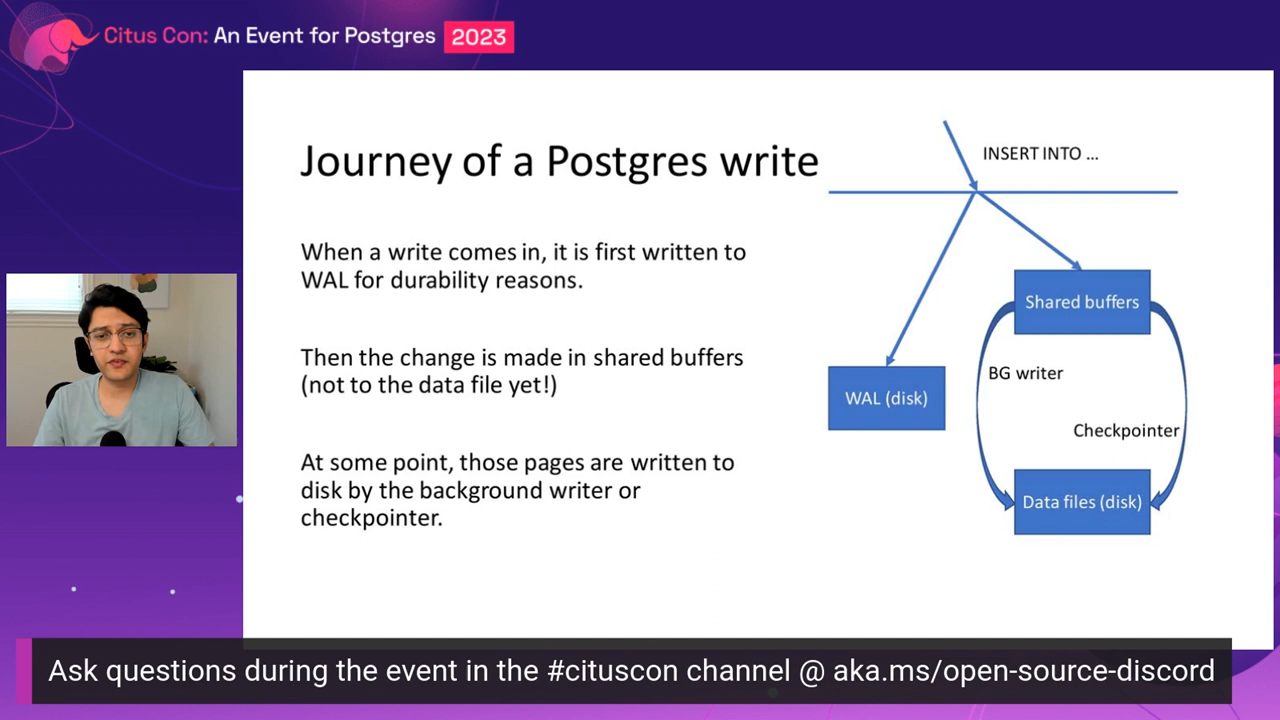 Citus Con: An Event for Postgres 2023
Journey of a Postgres write
When a write comes in, it is first written to
WAL for durability reasons.
Then the change is made in shared buffers
(not to the data file yet!)
At some point, those pages are written to
disk by the background writer or
checkpointer.
INSERT INTO ...
Shared buffers
BG writer
WAL (disk)
Checkpointer
Data files (disk)
Ask questions during the event in the #cituscon channel @ aka.ms/open-source-discord